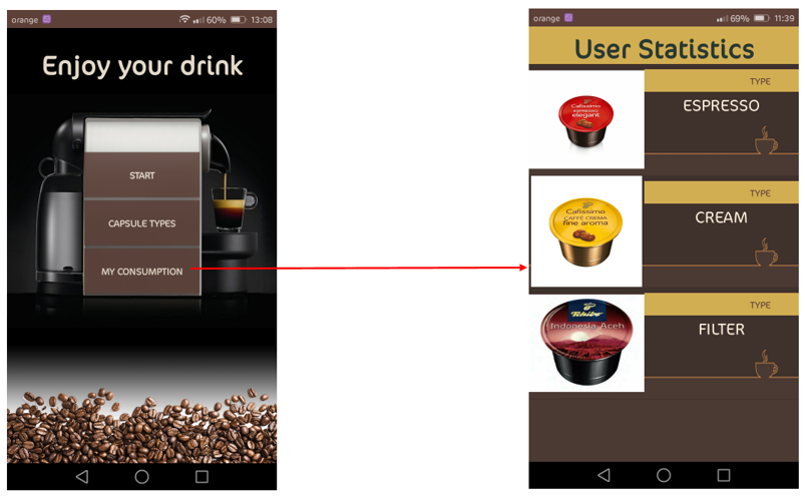 orange 60% 13:08
Enjoy your drink
START
CAPSULE TYPES
MY CONSUMPTION
orange 69% 11:39
User Statistics
TYPE
ESPRESSO
Cafissimo
ESPRESSO
elegant
TYPE
CREAM
Cafissimo
CAFFÈ CREMA
fine aroma
TYPE
FILTER
Tchibo
Indonesia Aceh